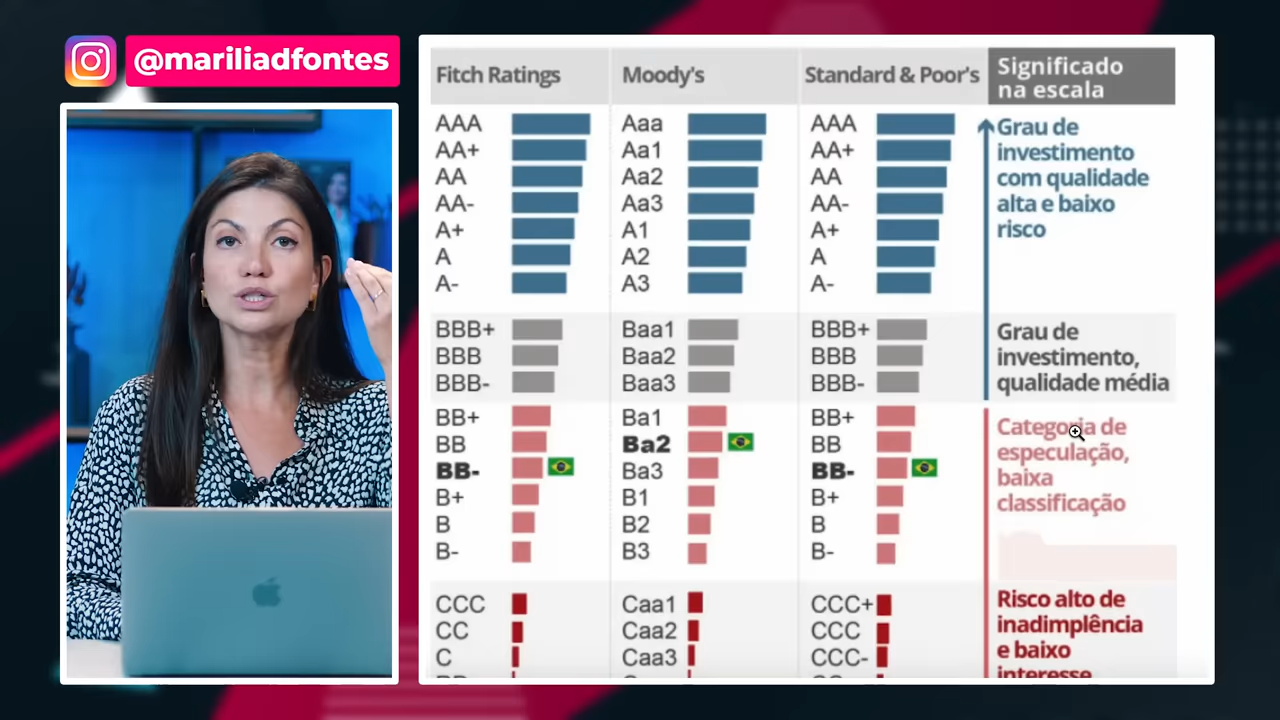 @mariliadfontes
Fitch Ratings Moody's Standard & Poor's Significado
na escala
AAA Aaa AAA Grau de
AA+ Aa1 AA+ investimento
AA Aa2 AA com qualidade
AA- Aa3 AA- alta e baixo
A+ A1 A+ risco
A A2 A
A- A3 A-
BBB+ Baa1 BBB+ Grau de
BBB Baa2 BBB investimento,
BBB- Baa3 BBB- qualidade média
BB+ Ba1 BB+ Categoria de
BB Ba2 BB especulação,
BB- Ba3 BB- baixa
B+ B1 B+ classificação
B B2 B
B- B3 B-
CCC Caa1 CCC+ Risco alto de
CC Caa2 CCC inadimplência
C Caa3 CCC- e baixo
interesse